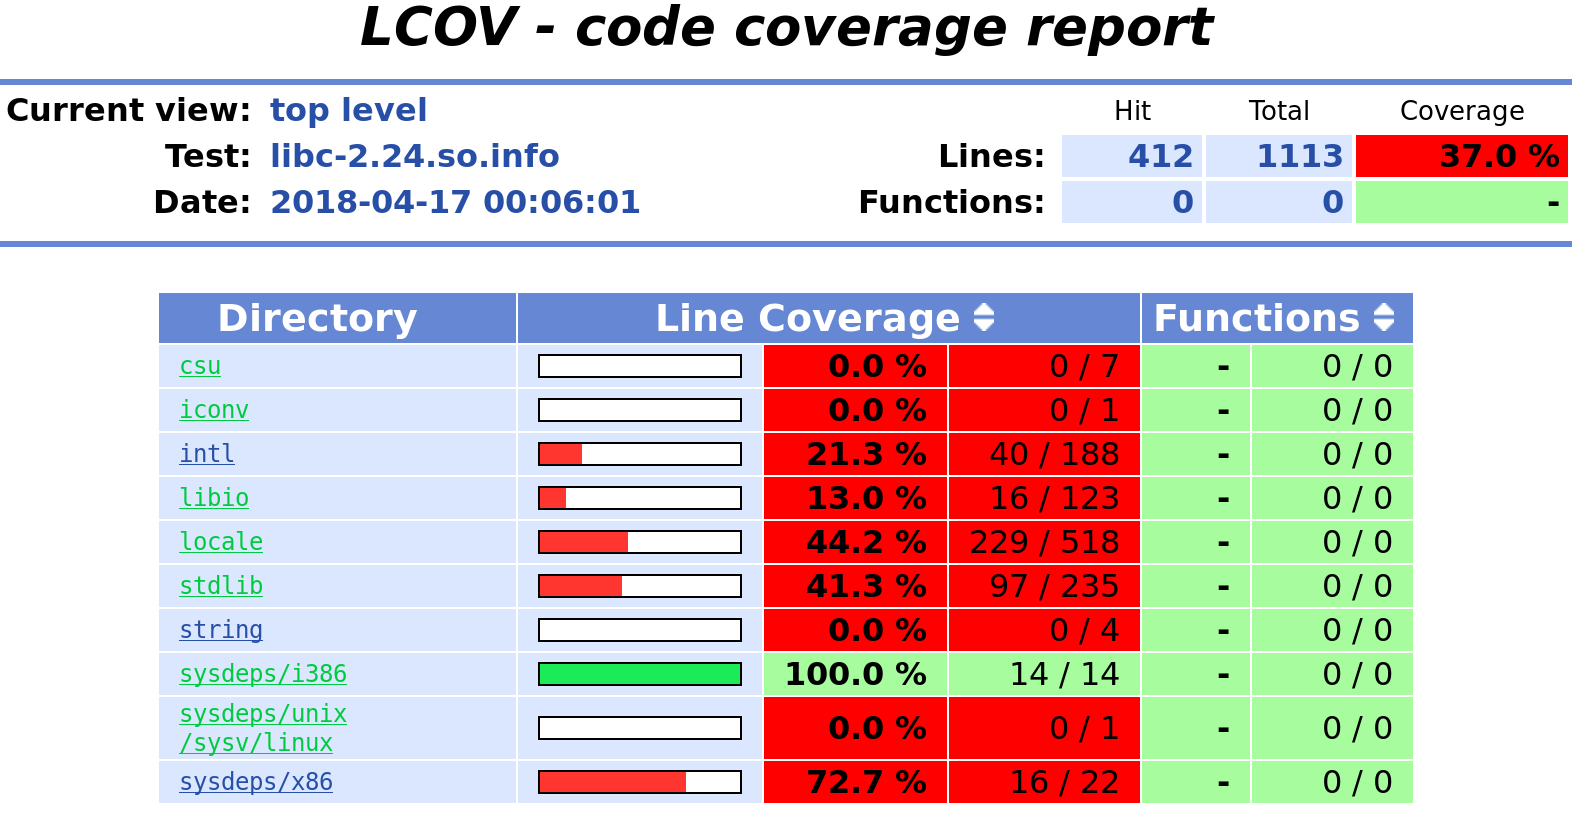 LCOV - code coverage report
Current view: top level Hit Total Coverage
Test: libc-2.24.so.info Lines: 412 1113 37.0 %
Date: 2018-04-17 00:06:01 Functions: 0 0 -
Directory Line Coverage Functions
csu 0.0 % 0 / 7 - 0 / 0
iconv 0.0 % 0 / 1 - 0 / 0
intl 21.3 % 40 / 188 - 0 / 0
libio 13.0 % 16 / 123 - 0 / 0
locale 44.2 % 229 / 518 - 0 / 0
stdlib 41.3 % 97 / 235 - 0 / 0
string 0.0 % 0 / 4 - 0 / 0
sysdeps/i386 100.0 % 14 / 14 - 0 / 0
sysdeps/unix
/sysv/linux 0.0 % 0 / 1 - 0 / 0
sysdeps/x86 72.7 % 16 / 22 - 0 / 0